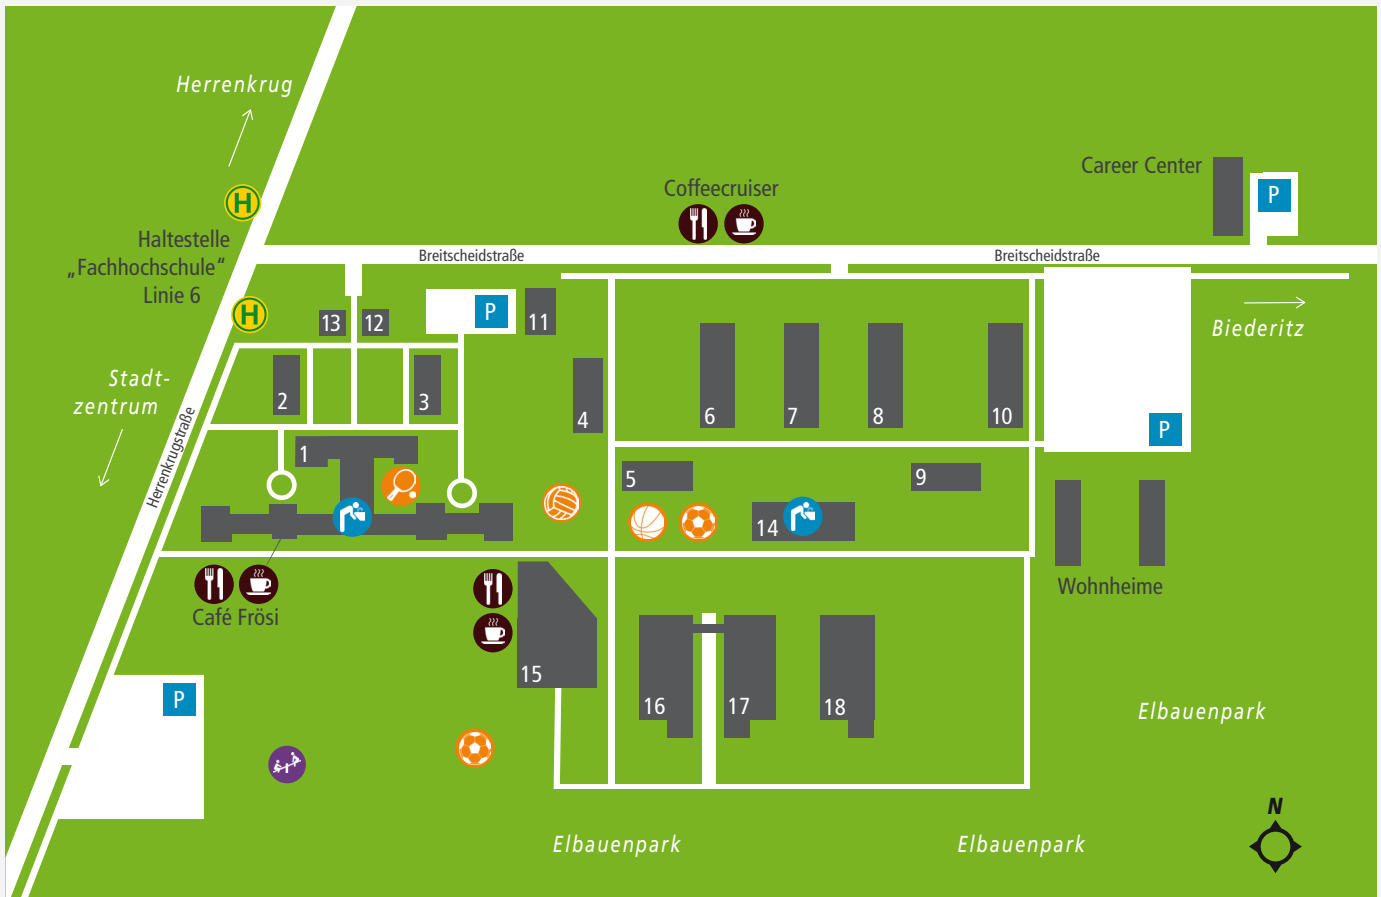 Herrenkrug
H
Haltestelle
„Fachhochschule“
Linie 6
H
Stadt-
zentrum
Herrenkrugstraße
Coffeecruiser
Breitscheidstraße
Breitscheidstraße
Career Center
P
Biederitz
13
12
P
11
2
3
4
6
7
8
10
P
1
5
9
14
Wohnheime
Café Frösi
15
16
17
18
P
Elbauenpark
Elbauenpark
Elbauenpark
N